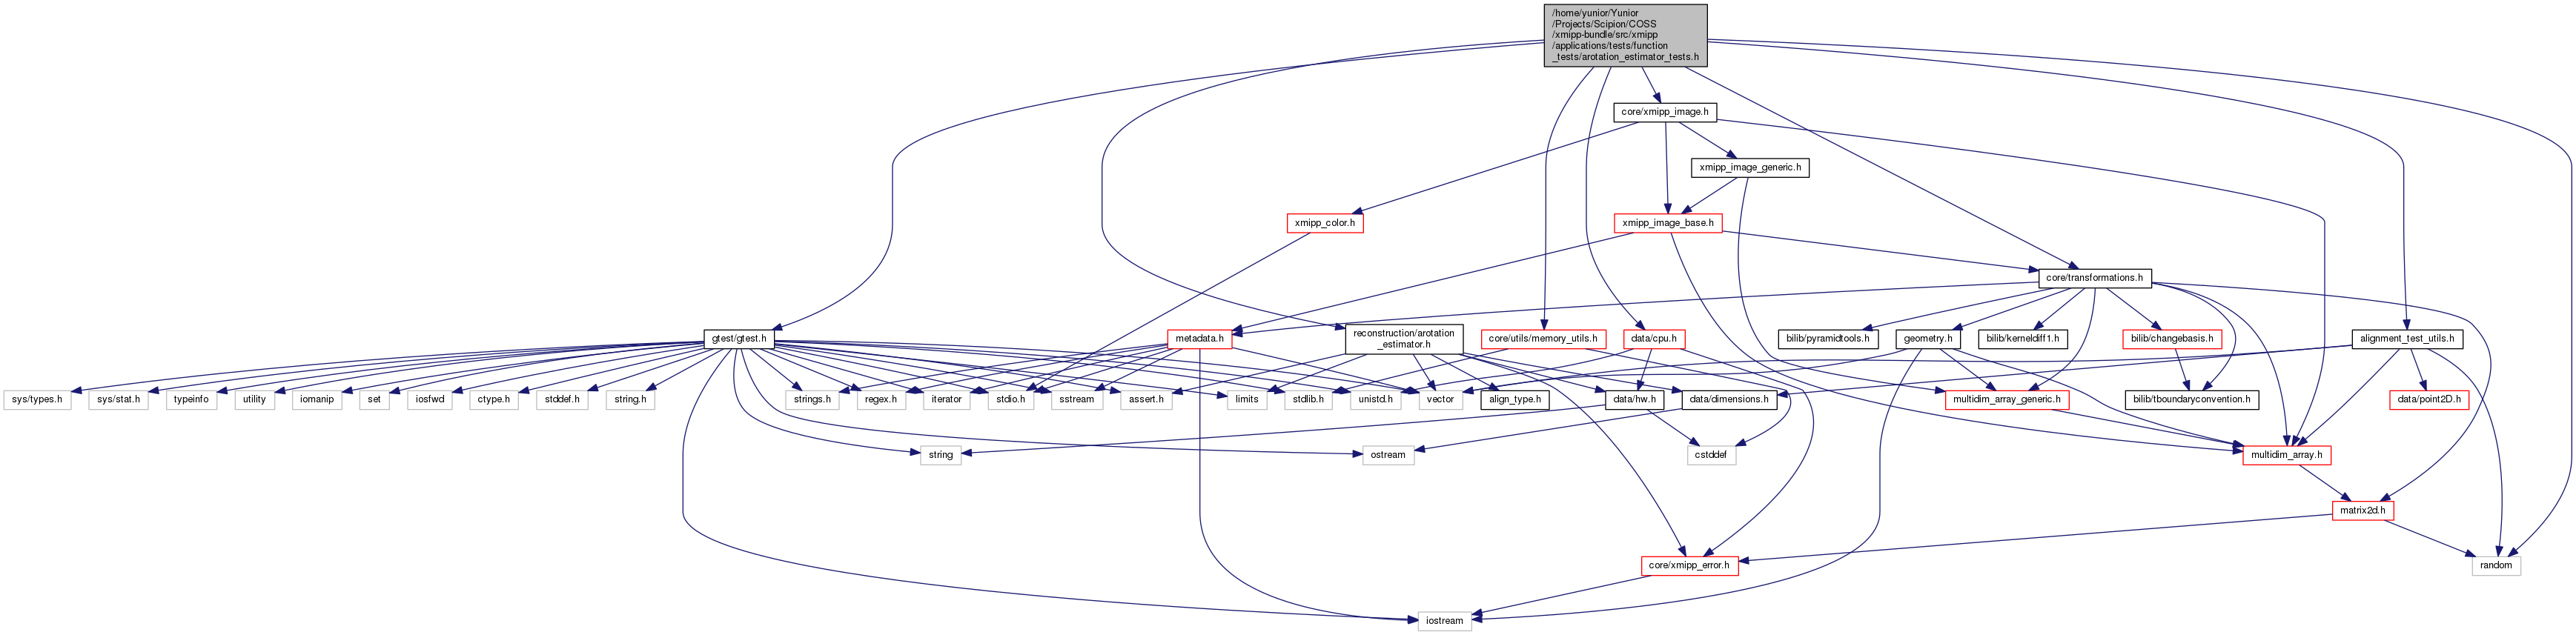 /home/yunior/Yunior
/Projects/Scipion/COSS
/xmipp-bundle/src/xmipp
/applications/tests/function
_tests/arotation_estimator_tests.h
core/xmipp_image.h
xmipp_image_generic.h
xmipp_color.h
xmipp_image_base.h
core/transformations.h
gtest/gtest.h
metadata.h
reconstruction/arotation
_estimator.h
core/utils/memory_utils.h
data/cpu.h
bilib/pyramidtools.h
geometry.h
bilib/kerneldiff1.h
bilib/changebasis.h
alignment_test_utils.h
sys/types.h
sys/stat.h
typeinfo
utility
iomanip
set
iosfwd
ctype.h
stddef.h
string.h
strings.h
regex.h
iterator
stdio.h
sstream
assert.h
limits
stdlib.h
unistd.h
vector
align_type.h
data/hw.h
data/dimensions.h
multidim_array_generic.h
bilib/tboundaryconvention.h
data/point2D.h
string
ostream
cstddef
multidim_array.h
matrix2d.h
core/xmipp_error.h
random
iostream